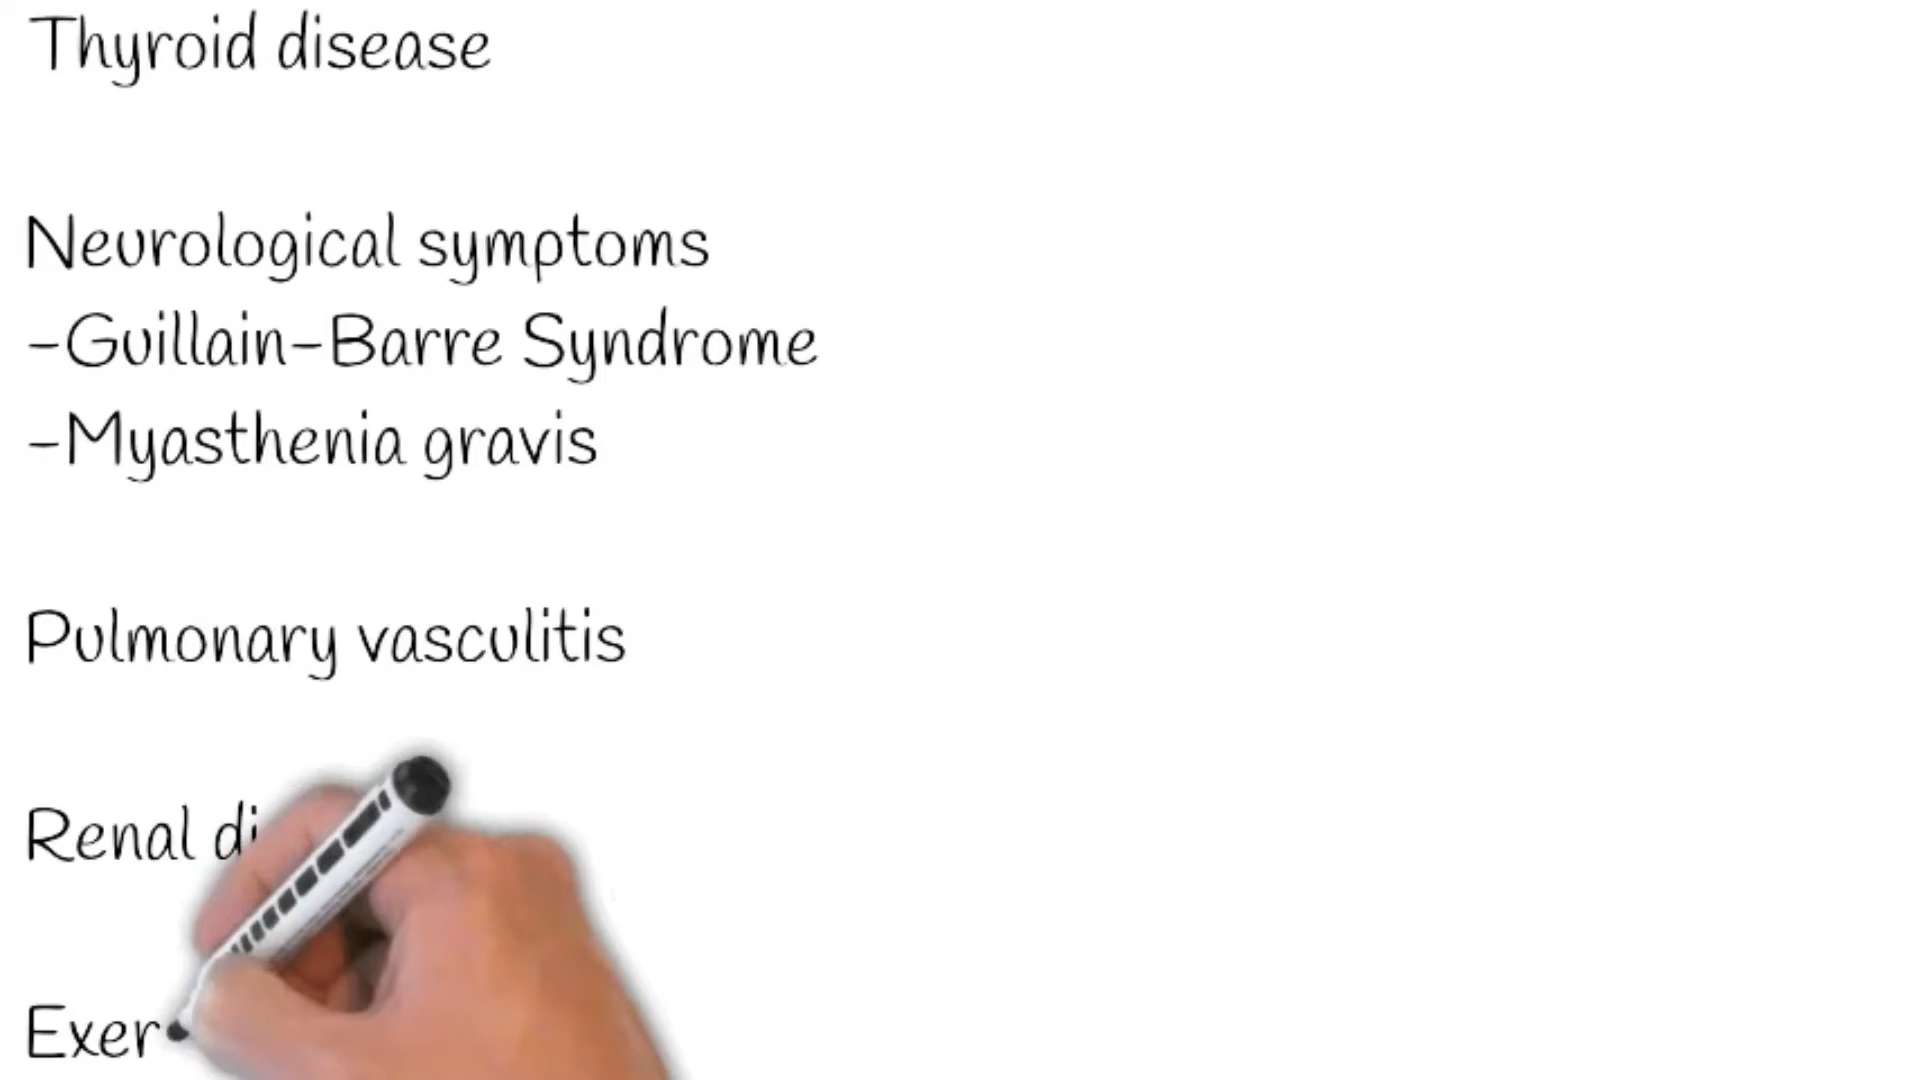 Thyroid disease
Neurological symptoms
-Guillain-Barre Syndrome
-Myasthenia gravis
Pulmonary vasculitis
Renal di
Exer